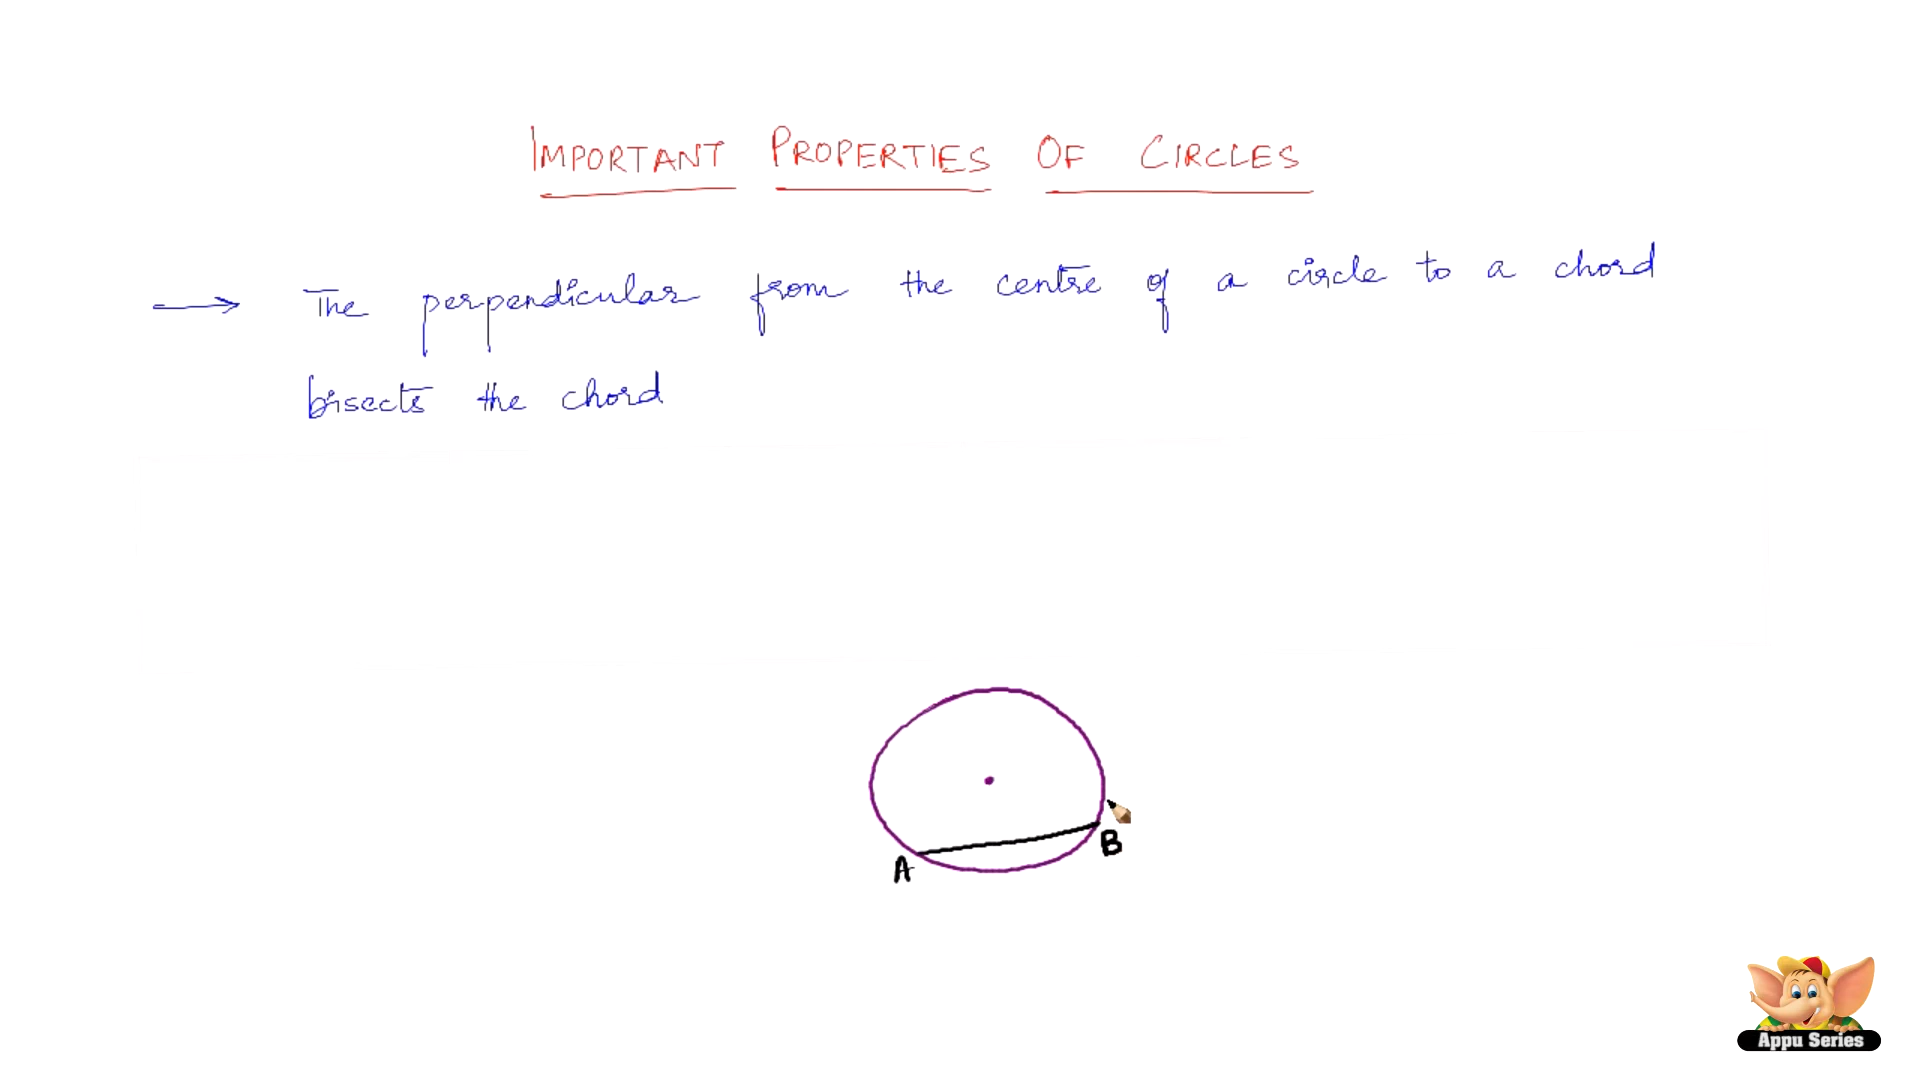 IMPORTANT PROPERTIES OF CIRCLES
The perpendicular from the centre of a circle to a chord
bisects the chord
A
B
Appu Series